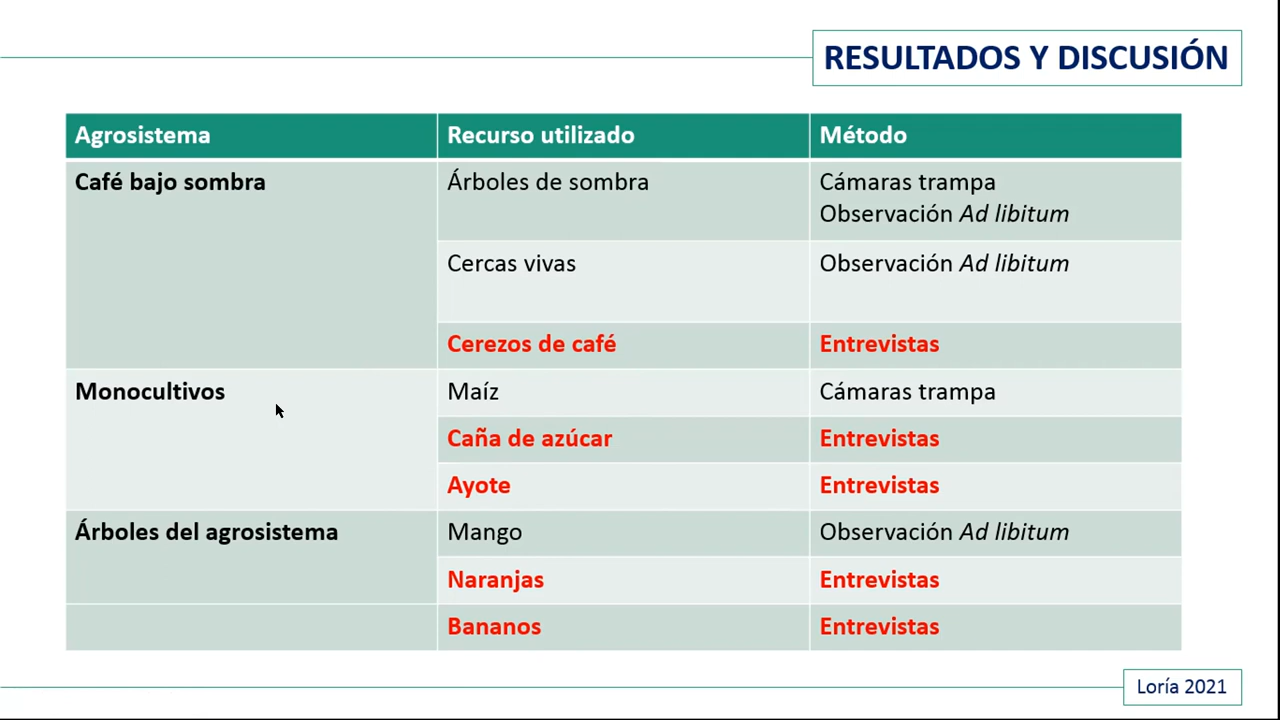 RESULTADOS Y DISCUSIÓN
Agrosistema Recurso utilizado Método
Café bajo sombra Árboles de sombra Cámaras trampa
Observación Ad libitum
Cercas vivas Observación Ad libitum
Cerezos de café Entrevistas
Monocultivos Maíz Cámaras trampa
Caña de azúcar Entrevistas
Ayote Entrevistas
Árboles del agrosistema Mango Observación Ad libitum
Naranjas Entrevistas
Bananos Entrevistas
Loría 2021